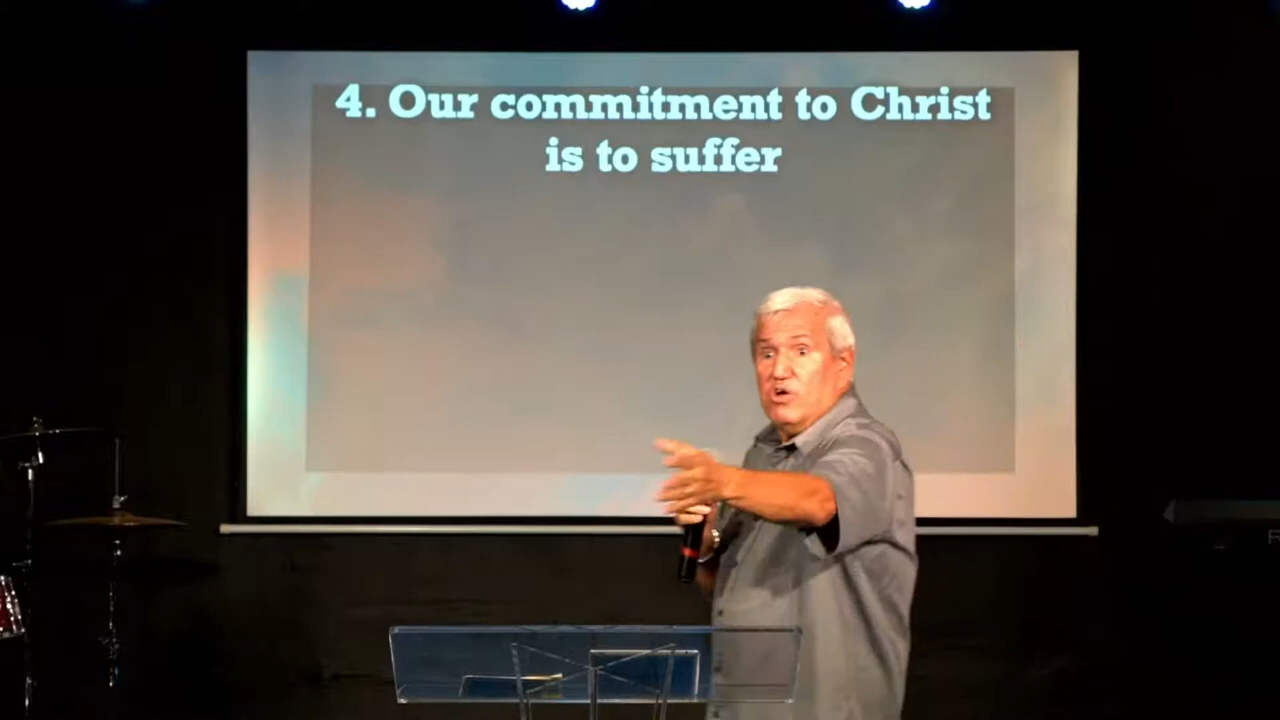 4. Our commitment to Christ
is to suffer